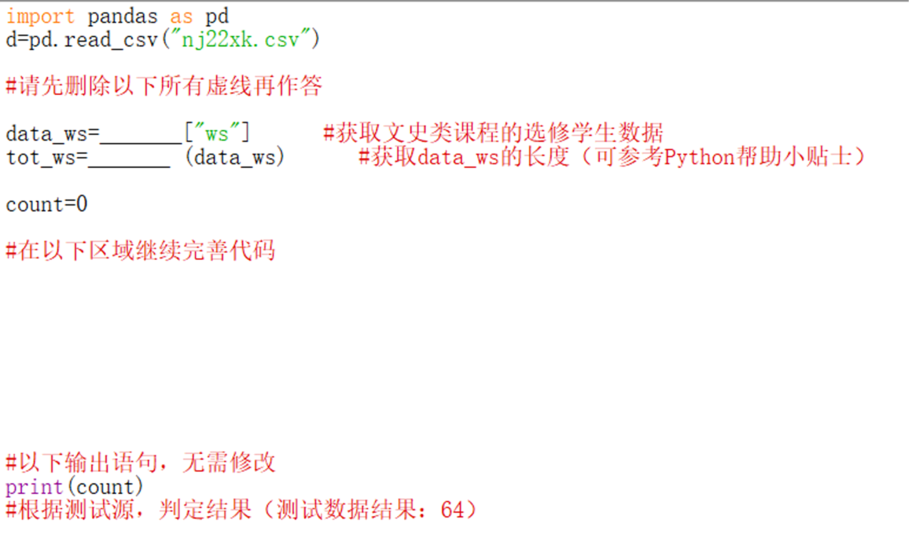 import pandas as pd
d=pd.read_csv("nj22xk.csv")
#请先删除以下所有虚线再作答
data_ws=_______["ws"] #获取文史类课程的选修学生数据
tot_ws=_______ (data_ws) #获取data_ws的长度（可参考Python帮助小贴士）
count=0
#在以下区域继续完善代码
#以下输出语句，无需修改
print(count)
#根据测试源，判定结果（测试数据结果：64）